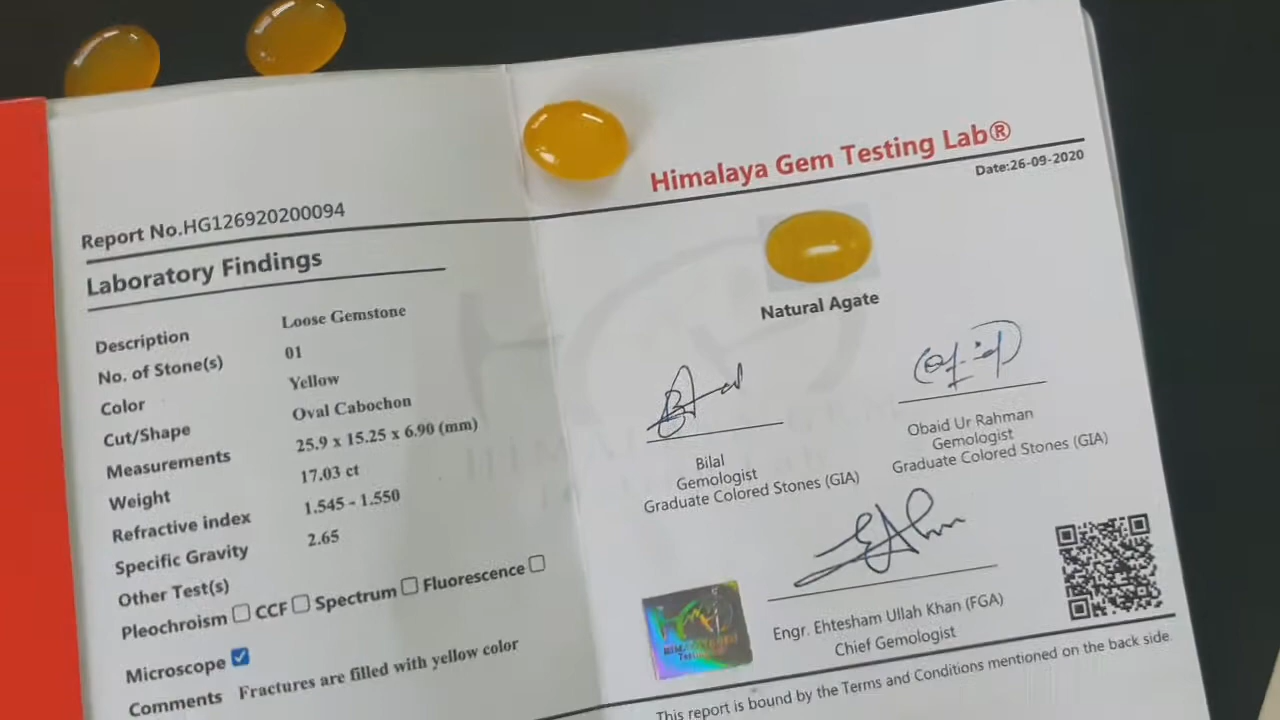 Report No.HG126920200094
Laboratory Findings
Description Loose Gemstone
No. of Stone(s) 01
Color Yellow
Cut/Shape Oval Cabochon
Measurements 25.9 x 15.25 x 6.90 (mm)
Weight 17.03 ct
Refractive index 1.545 - 1.550
Specific Gravity 2.65
Other Test(s)
Pleochroism CCF Spectrum Fluorescence
Microscope
Comments Fractures are filled with yellow color
Himalaya Gem Testing Lab®
Date:26-09-2020
Natural Agate
Bilal
Gemologist
Graduate Colored Stones (GIA)
Obaid Ur Rahman
Gemologist
Graduate Colored Stones (GIA)
Engr. Ehtesham Ullah Khan (FGA)
Chief Gemologist
This report is bound by the Terms and Conditions mentioned on the back side.